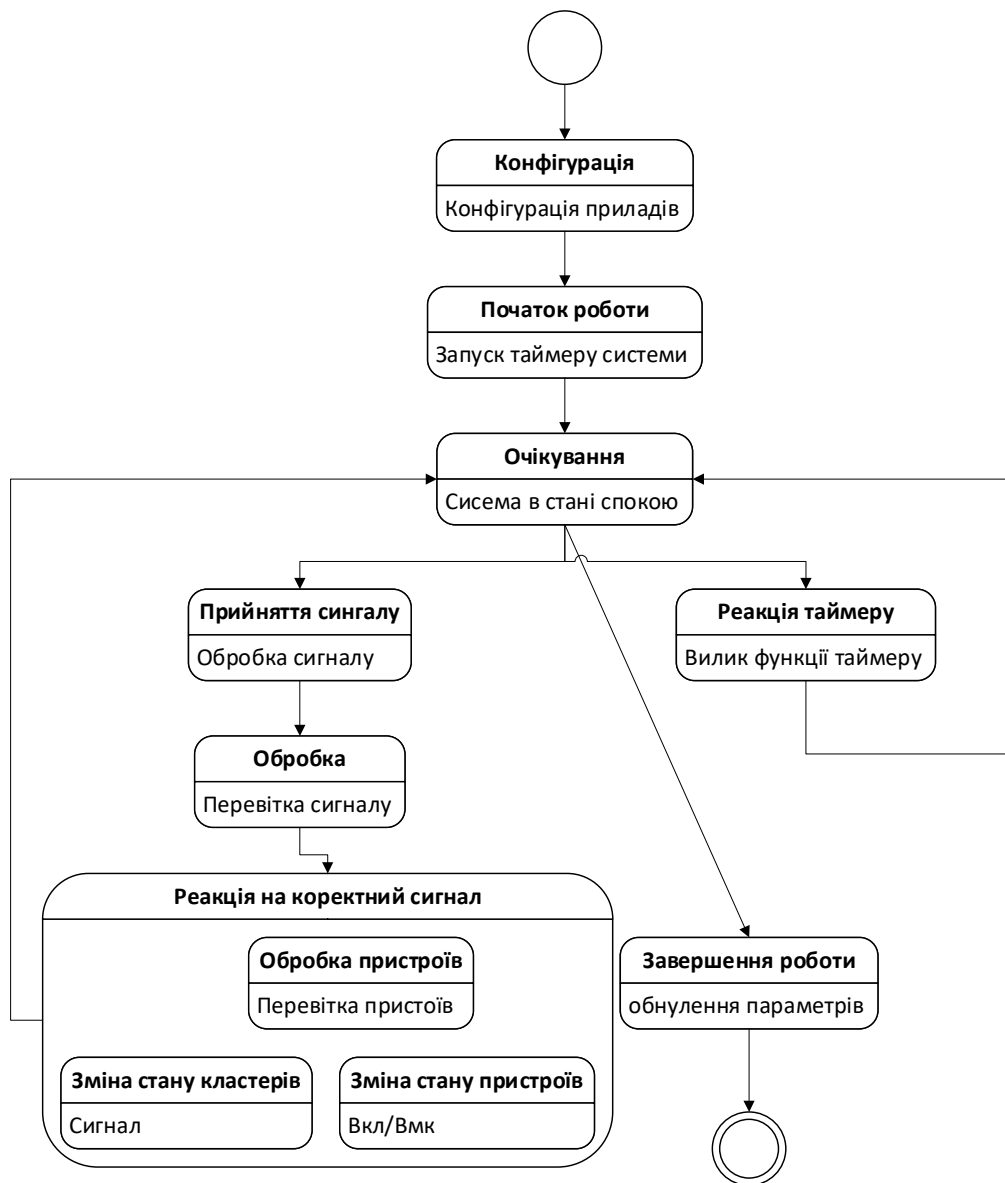 Конфігурація
Конфігурація приладів
Початок роботи
Запуск таймеру системи
Очікування
Сисема в стані спокою
Прийняття сингалу
Обробка сигналу
Реакція таймеру
Вилик функції таймеру
Обробка
Перевітка сигналу
Реакція на коректний сигнал
Обробка пристроїв
Перевітка пристоїв
Зміна стану кластерів
Сигнал
Зміна стану пристроїв
Вкл/Вмк
Завершення роботи
обнулення параметрів